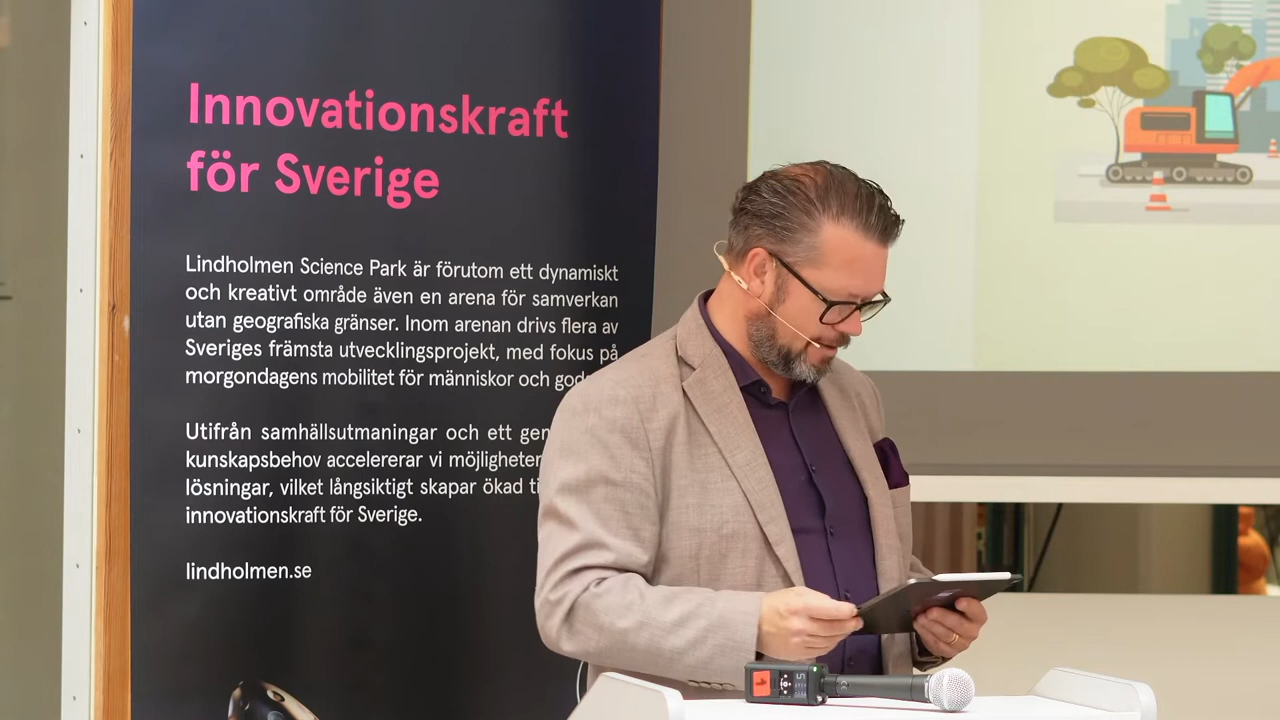 Innovationskraft
för Sverige
Lindholmen Science Park är förutom ett dynamiskt
och kreativt område även en arena för samverkan
utan geografiska gränser. Inom arenan drivs flera av
Sveriges främsta utvecklingsprojekt, med fokus på
morgondagens mobilitet för människor och
Utifrån samhällsutmaningar och ett
kunskapsbehov accelererar vi möjligheter
lösningar, vilket långsiktigt skapar ökad
innovationskraft för Sverige.
lindholmen.se